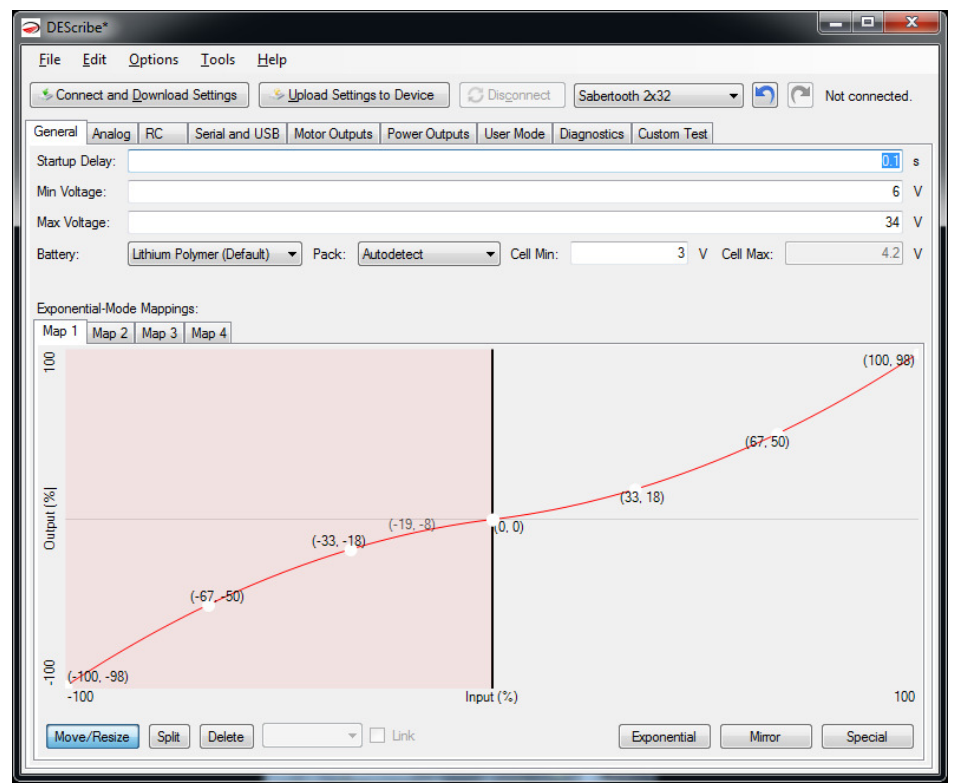 DEScribe*
File Edit Options Tools Help
Connect and Download Settings Upload Settings to Device Disconnect Sabertooth 2x32 Not connected.
General Analog RC Serial and USB Motor Outputs Power Outputs User Mode Diagnostics Custom Test
Startup Delay: 0.1 s
Min Voltage: 6 V
Max Voltage: 34 V
Battery: Lithium Polymer (Default) Pack: Autodetect Cell Min: 3 V Cell Max: 4.2 V
Exponential-Mode Mappings:
Map 1 Map 2 Map 3 Map 4
100
(100, 98)
(67, 50)
(33, 18)
Output (%)
(-19, -8)
(0, 0)
(-33, -18)
(-67, -50)
-100
(-100, -98)
-100 Input (%) 100
Move/Resize Split Delete Link Exponential Mirror Special